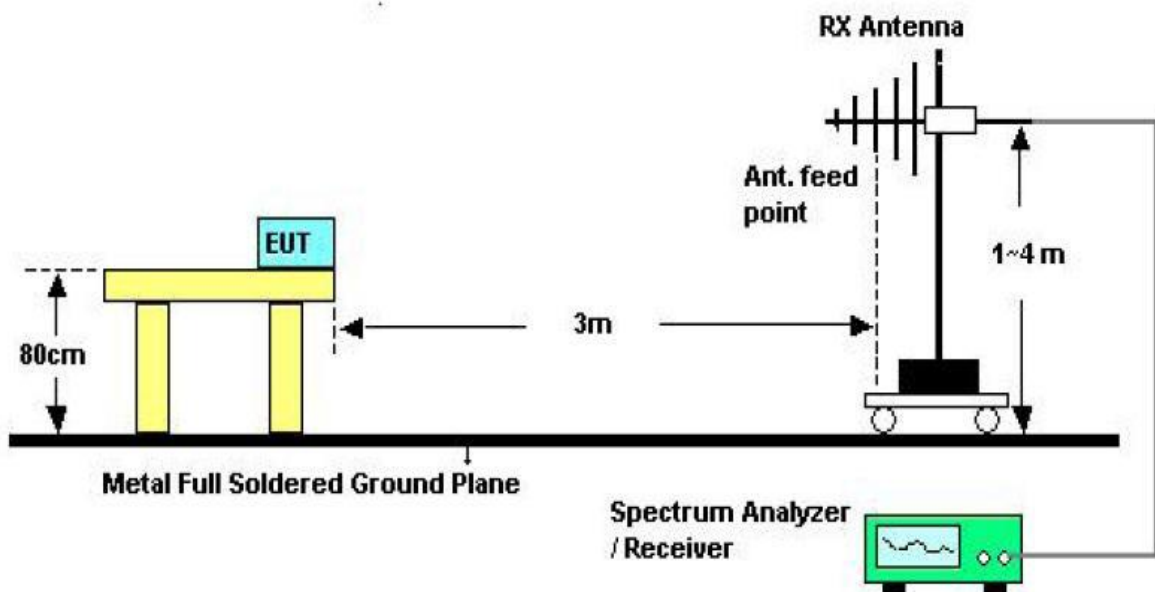 RX Antenna
Ant. feed
point
EUT
1~4 m
3m
80cm
Metal Full Soldered Ground Plane
Spectrum Analyzer
/ Receiver